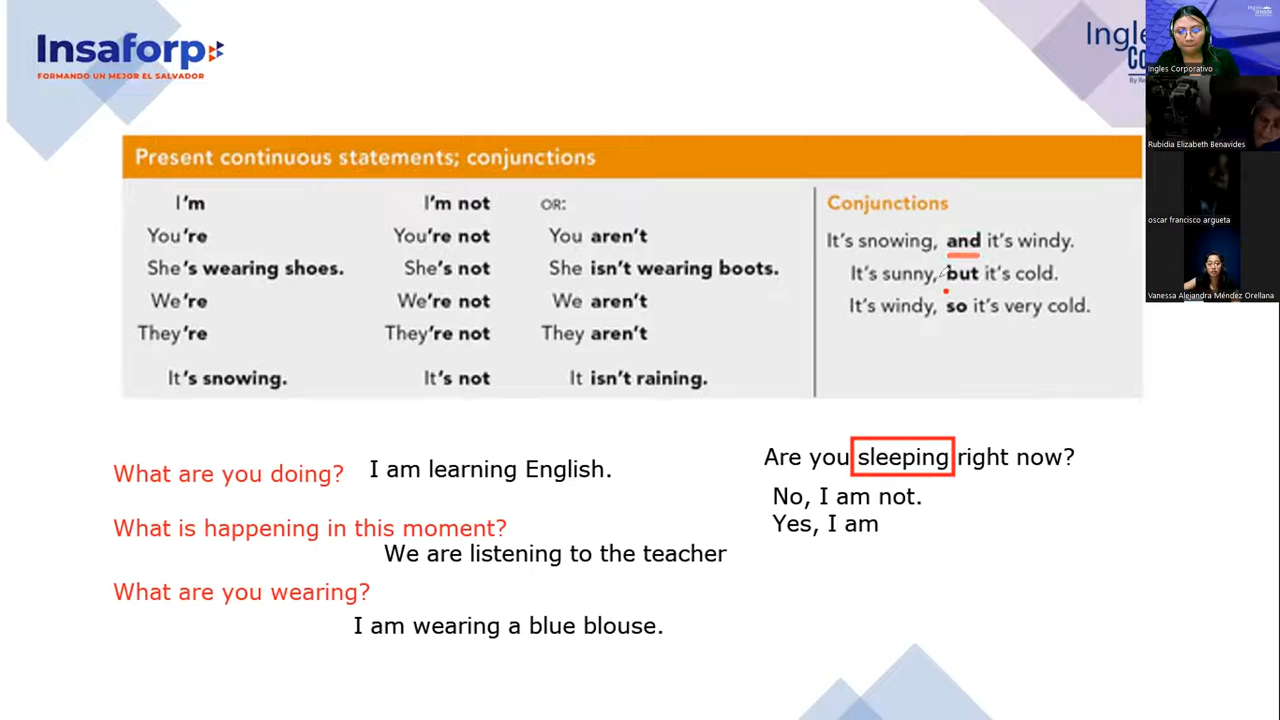 Insaforp
FORMANDO UN MEJOR EL SALVADOR
Ingles Corporativo
Rubidia Elizabeth Benavides
oscar francisco argueta
Vanessa Alejandra Méndez Orellana
Present continuous statements; conjunctions
I'm I'm not OR:
You're You're not You aren't
She's wearing shoes. She's not She isn't wearing boots.
We're We're not We aren't
They're They're not They aren't
It's snowing. It's not It isn't raining.
Conjunctions
It's snowing, and it's windy.
It's sunny, but it's cold.
It's windy, so it's very cold.
What are you doing? I am learning English.
What is happening in this moment?
We are listening to the teacher
What are you wearing?
I am wearing a blue blouse.
Are you sleeping right now?
No, I am not.
Yes, I am